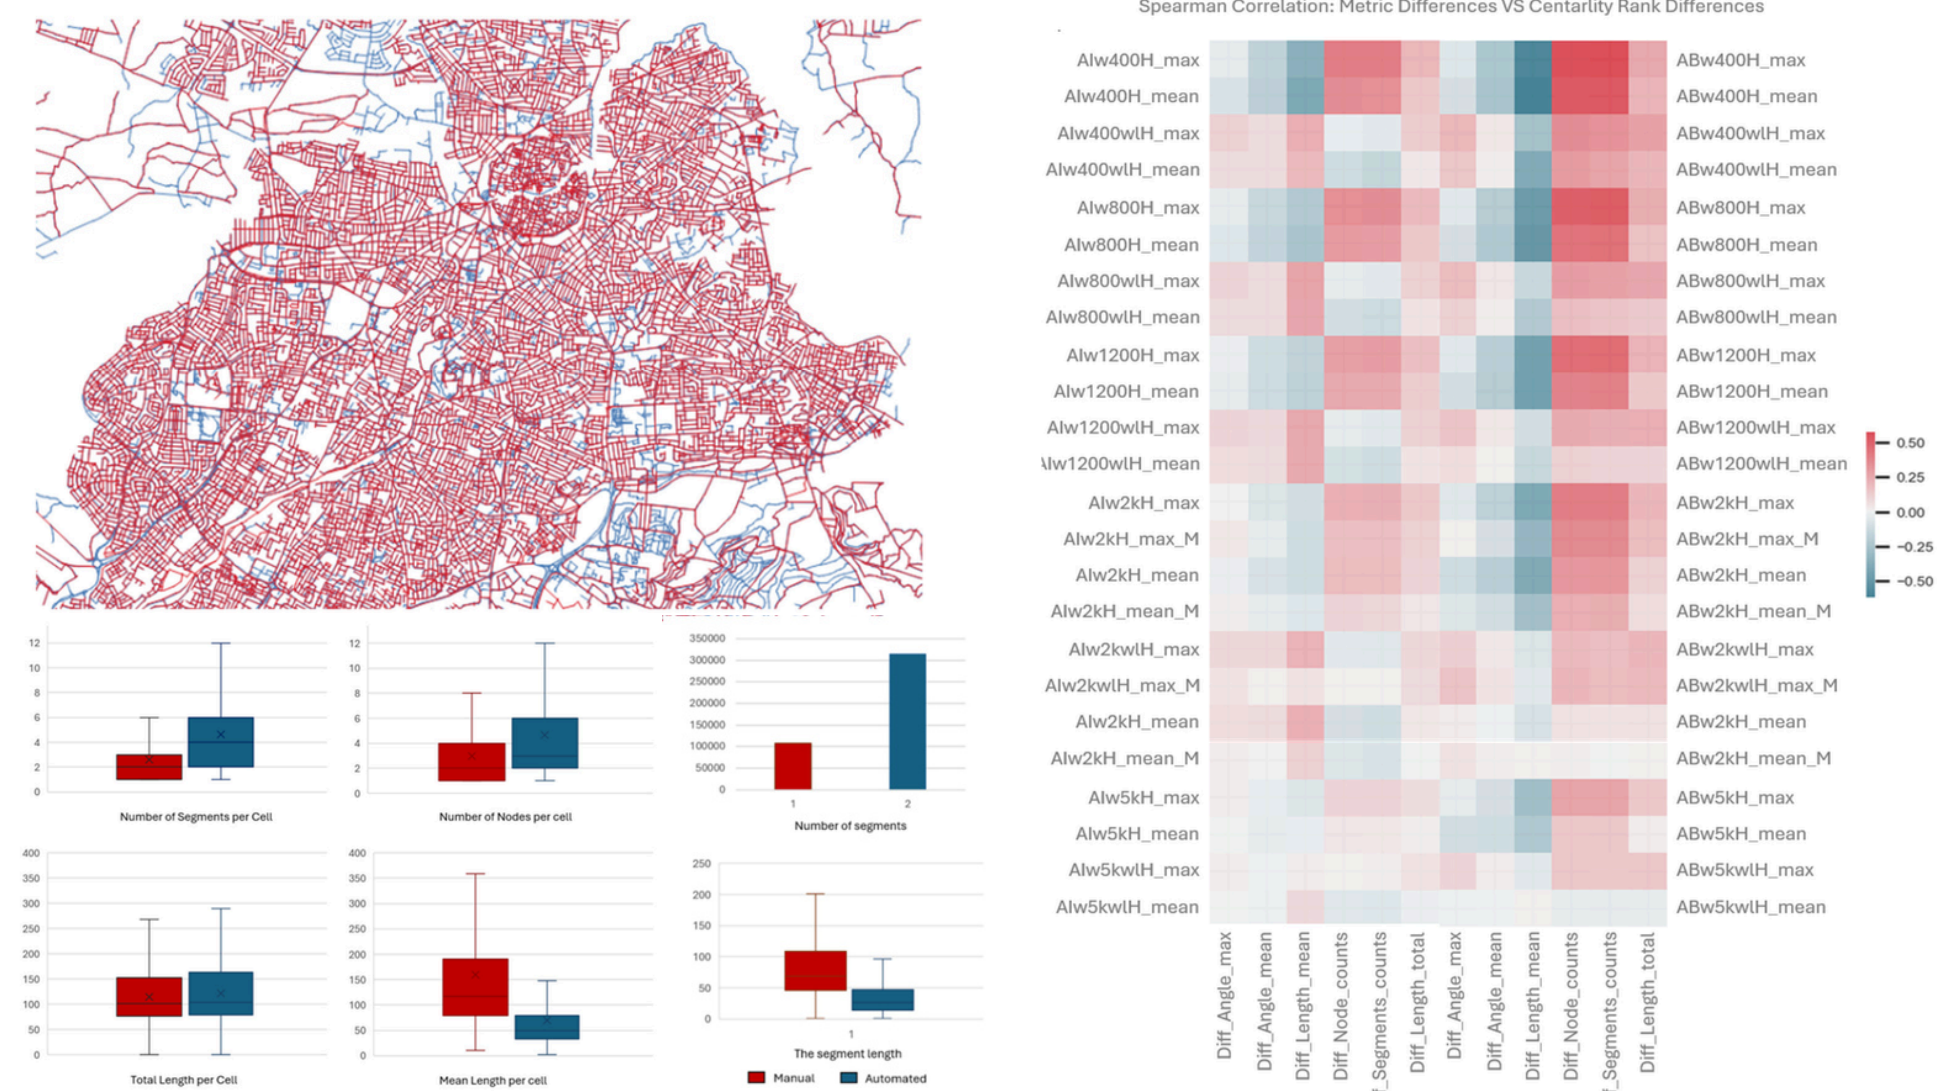 Spearman Correlation: Metric Differences VS Centarlity Rank Differences
12
10
8
6
4
2
0
Number of Segments per Cell
12
10
8
6
4
2
0
Number of Nodes per cell
350000
300000
250000
200000
150000
100000
50000
0
1 2
Number of segments
400
350
300
250
200
150
100
50
0
Total Length per Cell
400
350
300
250
200
150
100
50
0
Mean Length per cell
250
200
150
100
50
0
1
The segment length
Manual Automated
AIw400H_max ABw400H_max
AIw400H_mean ABw400H_mean
AIw400wlH_max ABw400wlH_max
AIw400wlH_mean ABw400wlH_mean
AIw800H_max ABw800H_max
AIw800H_mean ABw800H_mean
AIw800wlH_max ABw800wlH_max
AIw800wlH_mean ABw800wlH_mean
AIw1200H_max ABw1200H_max
AIw1200H_mean ABw1200H_mean
AIw1200wlH_max ABw1200wlH_max
AIw1200wlH_mean ABw1200wlH_mean
AIw2kH_max ABw2kH_max
AIw2kH_max_M ABw2kH_max_M
AIw2kH_mean ABw2kH_mean
AIw2kH_mean_M ABw2kH_mean_M
AIw2kwlH_max ABw2kwlH_max
AIw2kwlH_max_M ABw2kwlH_max_M
AIw2kH_mean ABw2kH_mean
AIw2kH_mean_M ABw2kH_mean_M
AIw5kH_max ABw5kH_max
AIw5kH_mean ABw5kH_mean
AIw5kwlH_max ABw5kwlH_max
AIw5kwlH_mean ABw5kwlH_mean
0.50
0.25
0.00
−0.25
−0.50
Diff_Angle_max
Diff_Angle_mean
Diff_Length_mean
Diff_Node_counts
f_Segments_counts
Diff_Length_total
Diff_Angle_max
Diff_Angle_mean
Diff_Length_mean
Diff_Node_counts
f_Segments_counts
Diff_Length_total